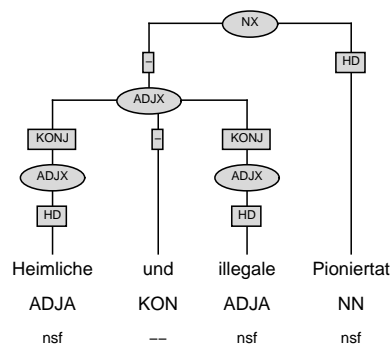 NX
– HD
ADJX
KONJ – KONJ
ADJX ADJX
HD HD
Heimliche und illegale Pioniertat
ADJA KON ADJA NN
nsf –– nsf nsf